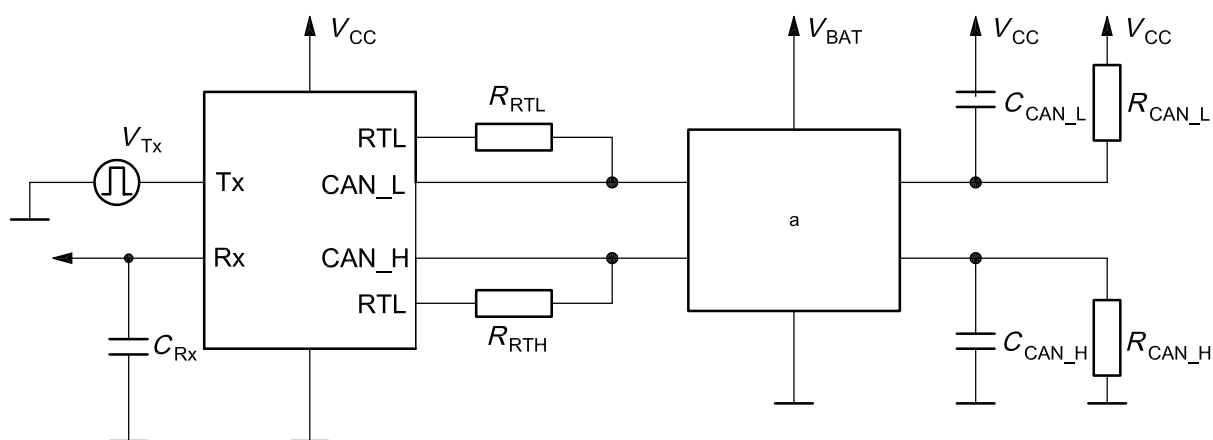 V_CC
V_BAT
V_CC
V_CC
R_RTL
C_CAN_L
R_CAN_L
V_Tx
RTL
Tx
CAN_L
a
Rx
CAN_H
RTL
C_Rx
R_RTH
C_CAN_H
R_CAN_H